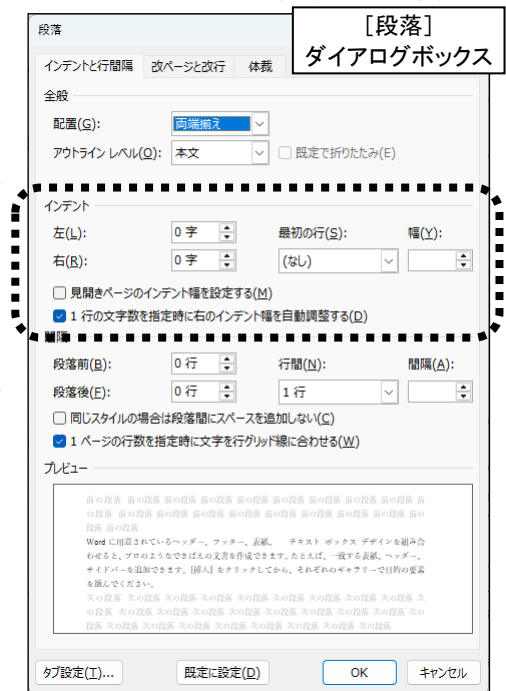 段落
[段落]
ダイアログボックス
インデントと行間隔 改ページと改行 体裁
全般
配置(G): 両端揃え
アウトライン レベル(O): 本文 既定で折りたたみ(E)
インデント
左(L): 0 字 最初の行(S): 幅(Y):
右(R): 0 字 (なし)
見開きページのインデント幅を設定する(M)
1 行の文字数を指定時に右のインデント幅を自動調整する(D)
間隔
段落前(B): 0 行 行間(N): 間隔(A):
段落後(F): 0 行 1 行
同じスタイルの場合は段落間にスペースを追加しない(C)
1 ページの行数を指定時に文字を行グリッド線に合わせる(W)
プレビュー
前の段落 前の段落 前の段落 前の段落 前の段落 前の段落 前の段落 前の段落 前
の段落 前の段落 前の段落 前の段落 前の段落 前の段落 前の段落 前の段落 前の
段落 前の段落
Word に用意されているヘッダー、フッター、表紙、 テキスト ボックス デザインを組み合
わせると、プロのようなできばえの文書を作成できます。たとえば、一致する表紙、ヘッダー、
サイドバーを追加できます。[挿入] をクリックしてから、それぞれのギャラリーで目的の要素
を選んでください。
次の段落 次の段落 次の段落 次の段落 次の段落 次の段落 次の段落 次の段落 次
の段落 次の段落 次の段落 次の段落 次の段落 次の段落 次の段落 次の段落 次の
段落 次の段落 次の段落 次の段落 次の段落 次の段落 次の段落 次の段落
タブ設定(T)... 既定に設定(D) OK キャンセル